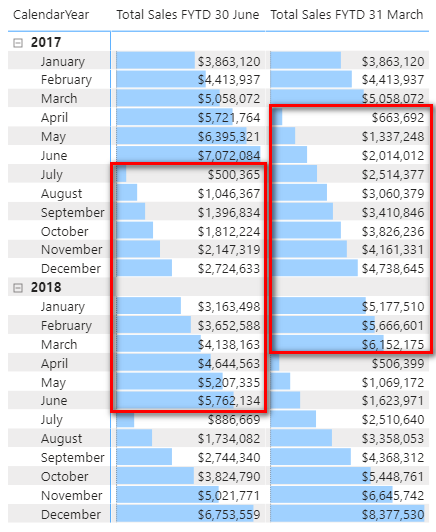 CalendarYear Total Sales FYTD 30 June Total Sales FYTD 31 March
2017
January $3,863,120 $3,863,120
February $4,413,937 $4,413,937
March $5,058,072 $5,058,072
April $5,721,764 $663,692
May $6,395,321 $1,337,248
June $7,072,084 $2,014,012
July $500,365 $2,514,377
August $1,046,367 $3,060,379
September $1,396,834 $3,410,846
October $1,812,224 $3,826,236
November $2,147,319 $4,161,331
December $2,724,633 $4,738,645
2018
January $3,163,498 $5,177,510
February $3,652,588 $5,666,601
March $4,138,163 $6,152,175
April $4,644,563 $506,399
May $5,207,335 $1,069,172
June $5,762,134 $1,623,971
July $886,669 $2,510,640
August $1,734,082 $3,358,053
September $2,744,340 $4,368,312
October $3,824,790 $5,448,761
November $5,021,771 $6,645,742
December $6,753,559 $8,377,530